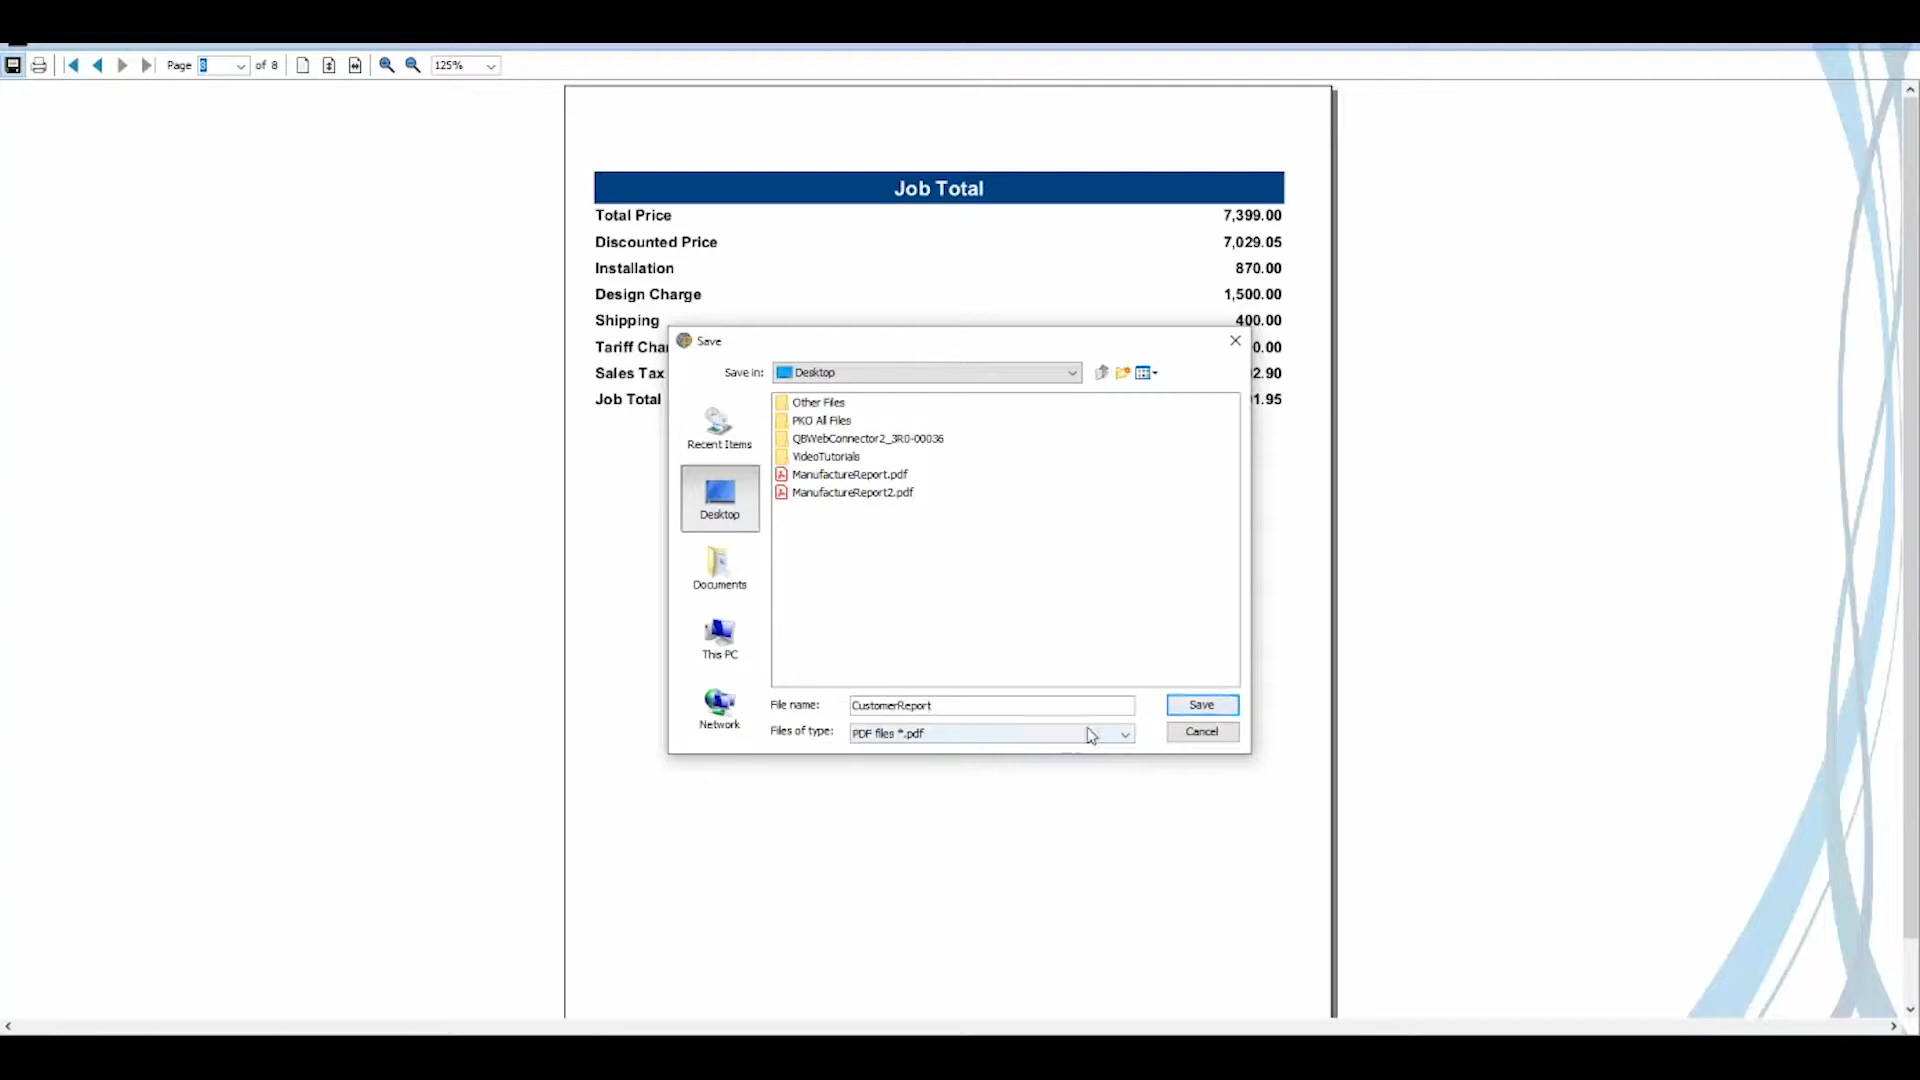 Page 8 of 8 125%
Job Total
Total Price 7,399.00
Discounted Price 7,029.05
Installation 870.00
Design Charge 1,500.00
Shipping 400.00
Tariff Cha 0.00
Sales Tax 2.90
Job Total 1.95
Save
Save in: Desktop
Recent Items
Desktop
Documents
This PC
Network
Other Files
PKO All Files
QBWebConnector2_3R0-00036
VideoTutorials
ManufactureReport.pdf
ManufactureReport2.pdf
File name: CustomerReport Save
Files of type: PDF files *.pdf Cancel